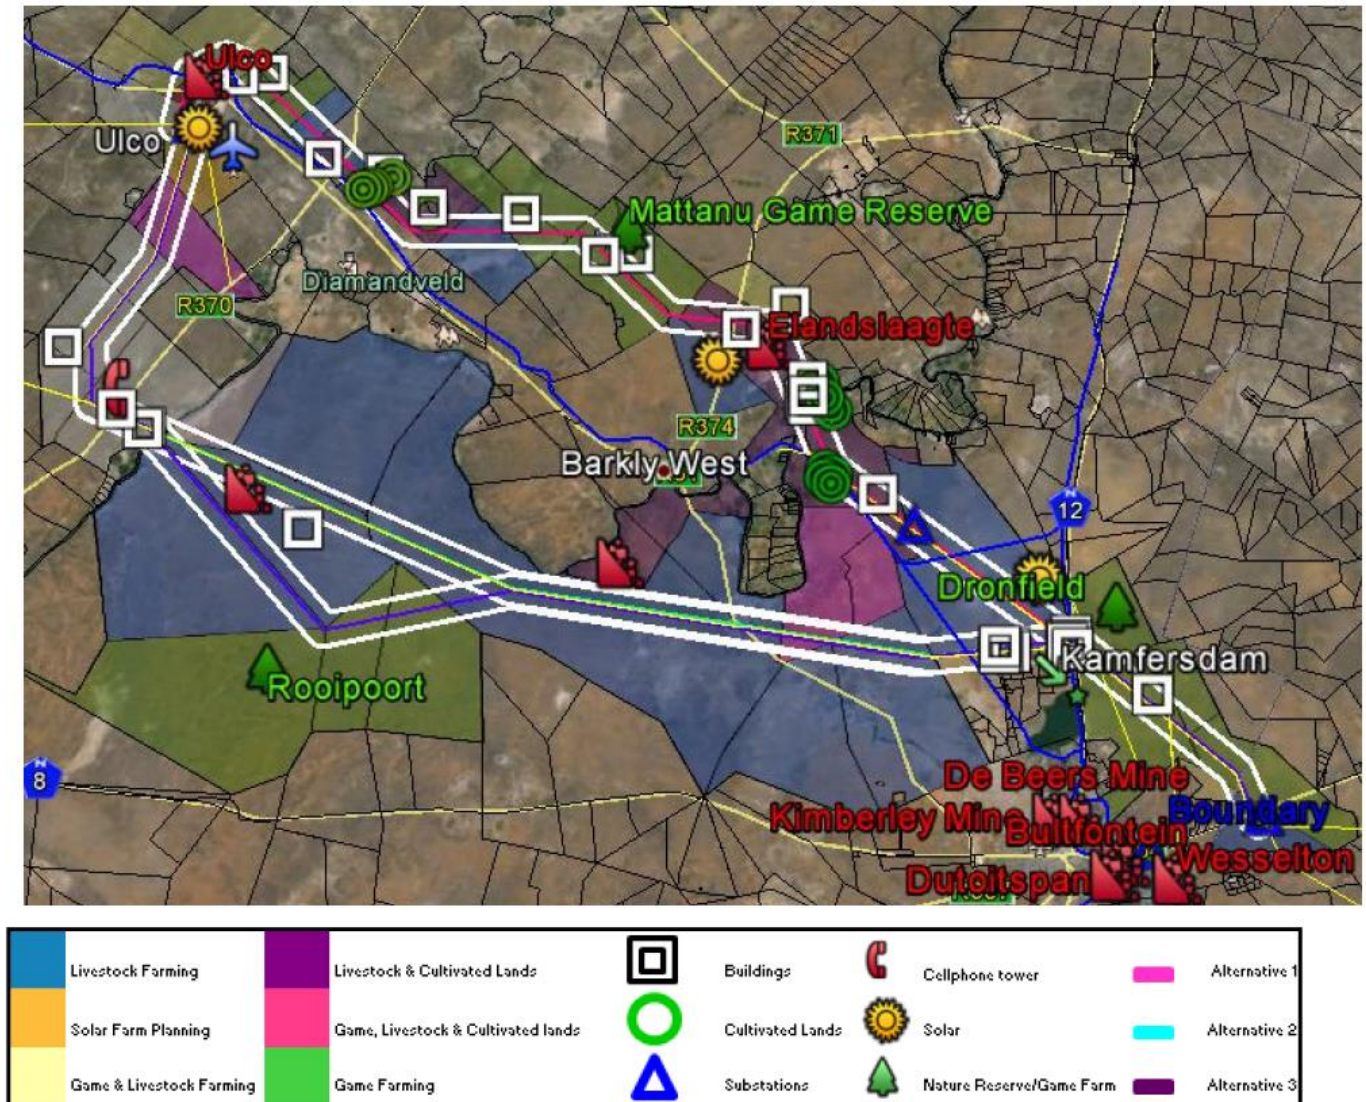 Ulco
Ulco
R371
Mattanu Game Reserve
Diamandveld
R370
Elandslaagte
R374
Barkly West
N
12
Dronfield
Kamfersdam
Rooipoort
N
8
De Beers Mine
Kimberley Mine
Bultfontein
Boundary
Wesselton
Dutoitspan
Livestock Farming
Livestock & Cultivated Lands
Buildings
Cellphone tower
Alternative 1
Solar Farm Planning
Game, Livestock & Cultivated lands
Cultivated Lands
Solar
Alternative 2
Game & Livestock Farming
Game Farming
Substations
Nature Reserve/Game Farm
Alternative 3